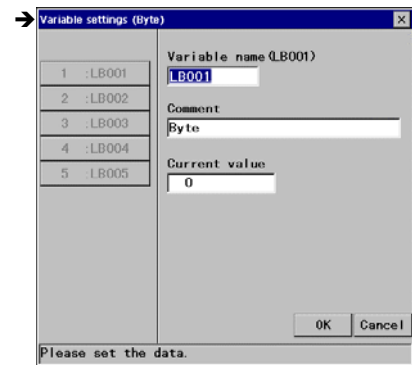 Variable settings (Byte)
Variable name(LB001)
LB001
1 :LB001
2 :LB002
3 :LB003
4 :LB004
5 :LB005
Comment
Byte
Current value
0
OK Cancel
Please set the data.